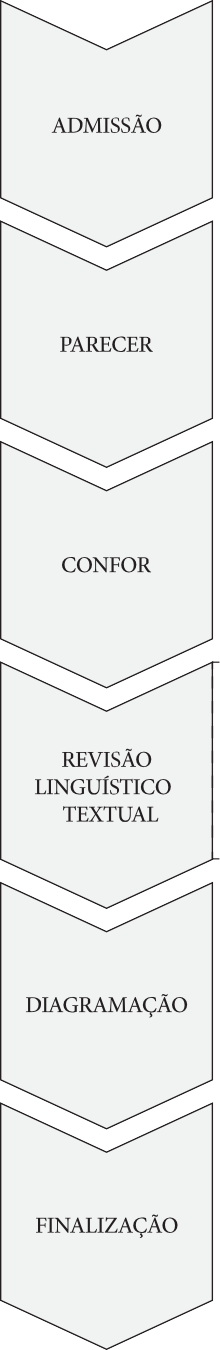 ADMISSÃO
PARECER
CONFOR
REVISÃO
LINGUÍSTICO
TEXTUAL
DIAGRAMAÇÃO
FINALIZAÇÃO